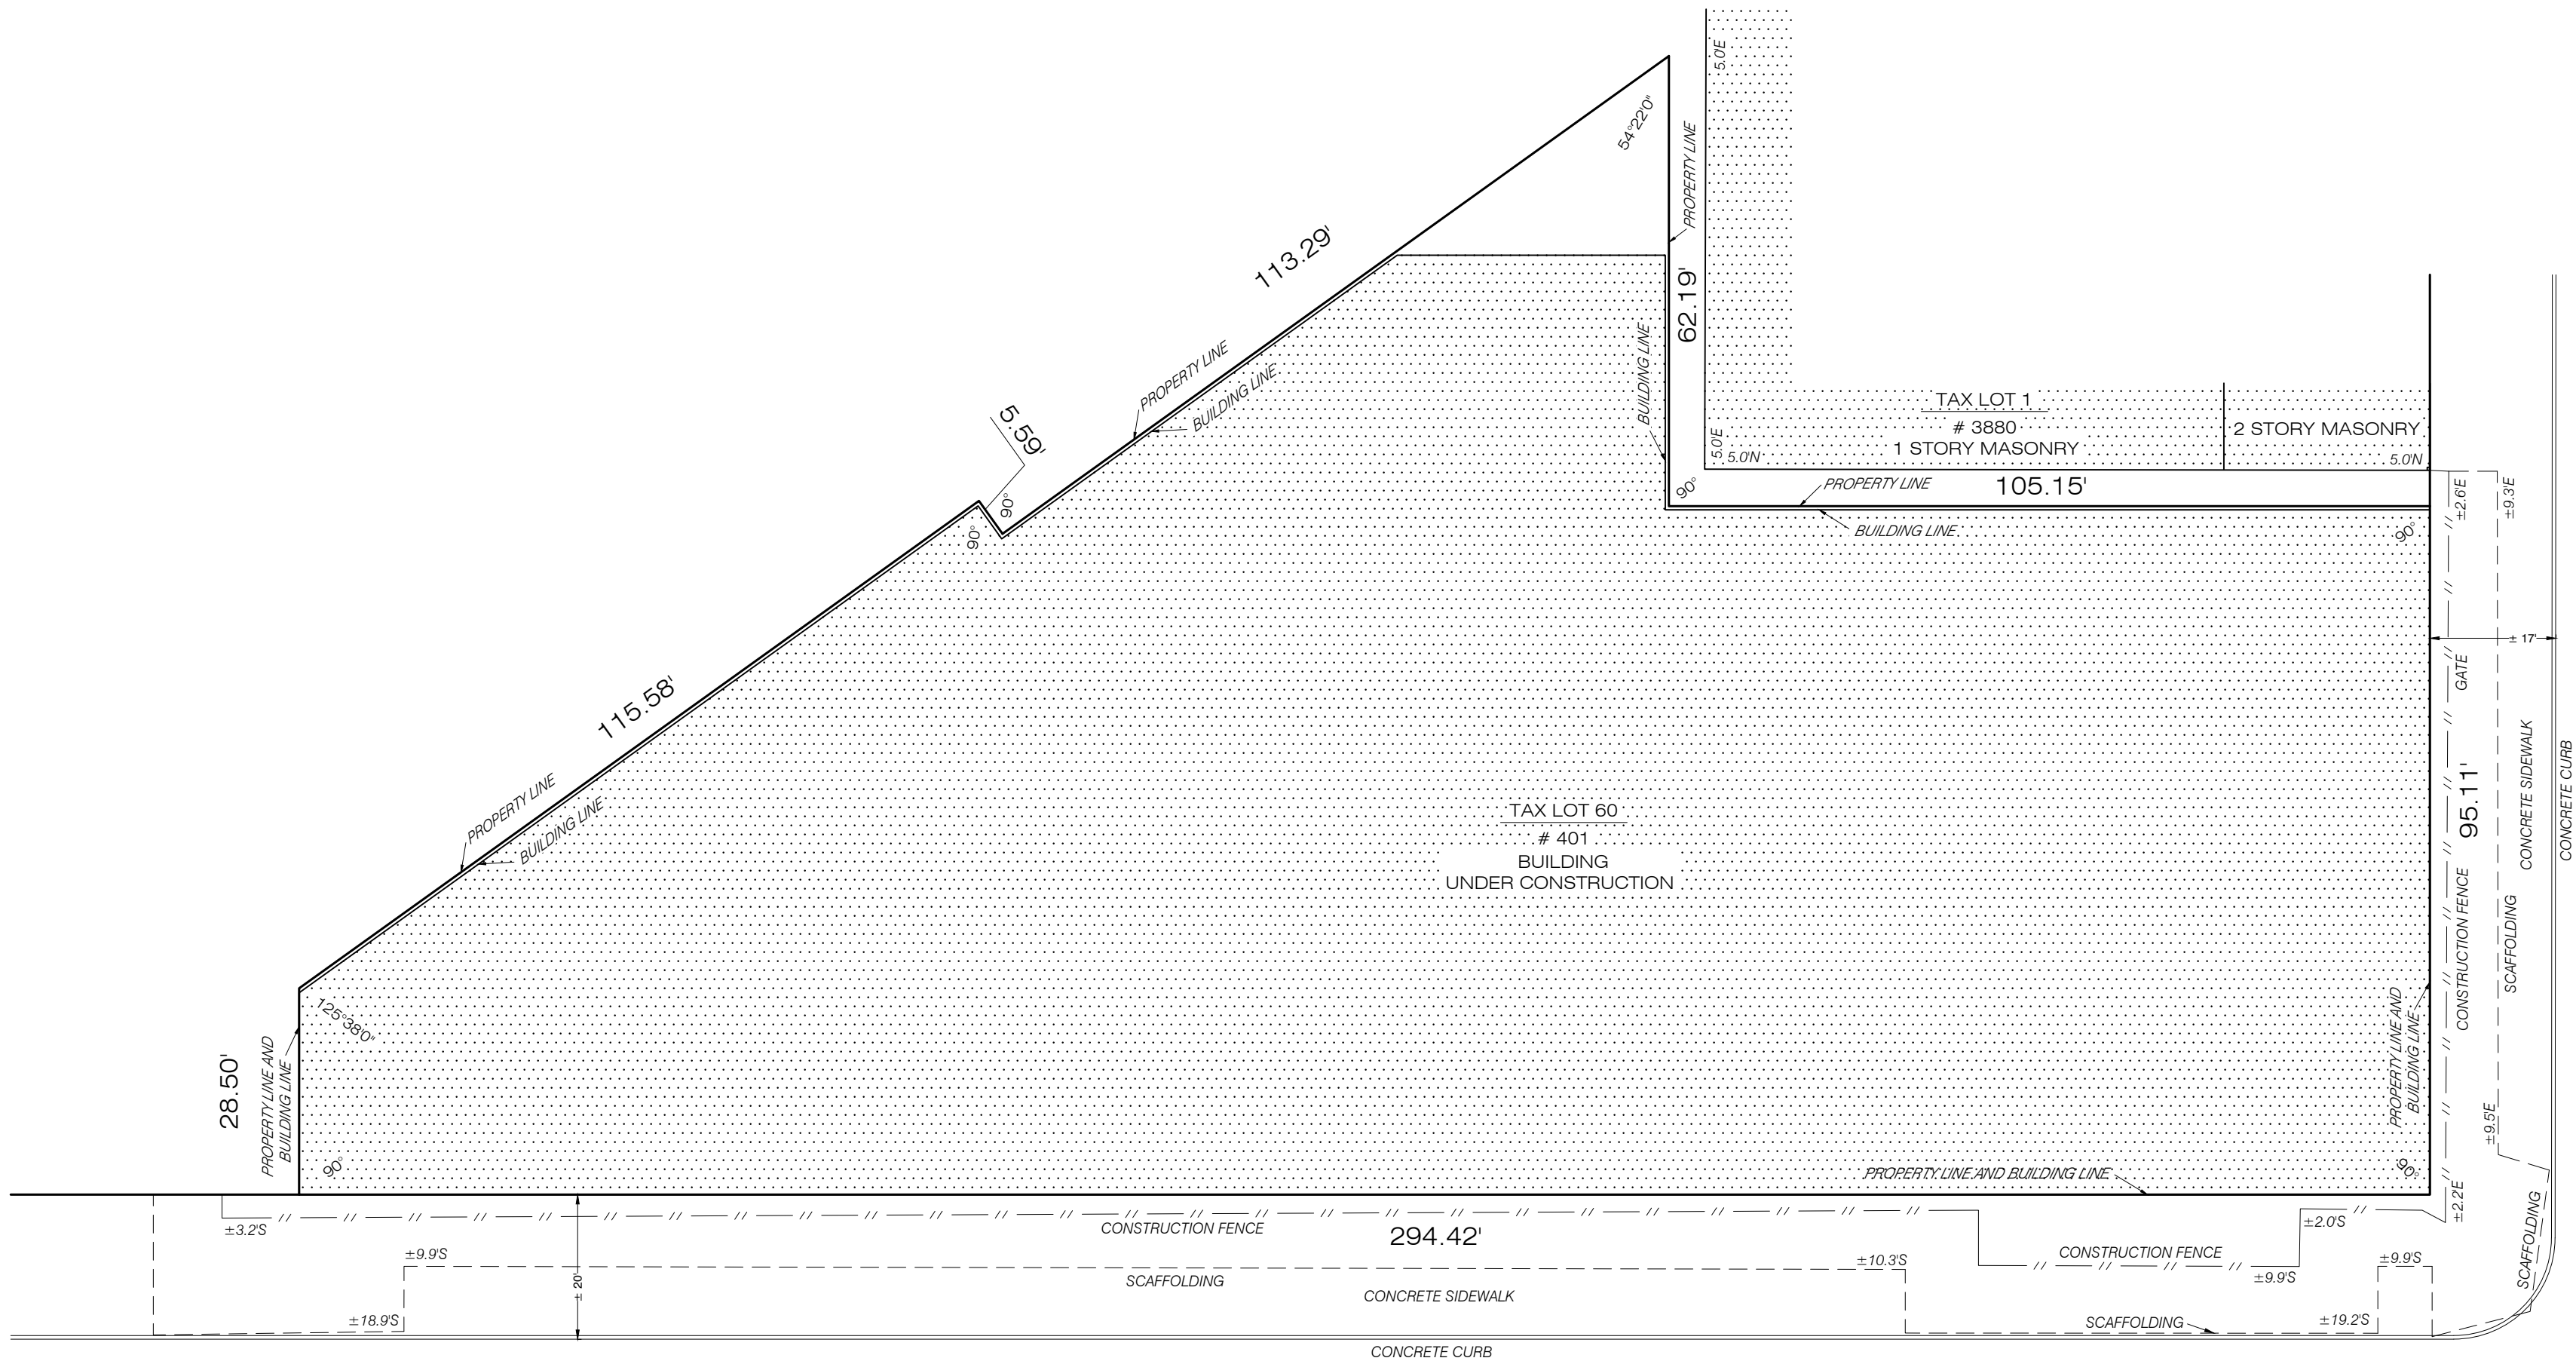 5.0'E
54°22'0"
PROPERTY LINE
113.29'
62.19'
BUILDING LINE
PROPERTY LINE
BUILDING LINE
5.59'
90°
90°
TAX LOT 1
# 3880
1 STORY MASONRY
2 STORY MASONRY
5.0'E
5.0'N
5.0'N
90°
PROPERTY LINE
105.15'
BUILDING LINE
90°
±2.6'E
±9.3'E
± 17'
GATE
115.58'
PROPERTY LINE
BUILDING LINE
TAX LOT 60
# 401
BUILDING
UNDER CONSTRUCTION
95.11'
CONCRETE SIDEWALK
CONCRETE CURB
CONSTRUCTION FENCE
SCAFFOLDING
125°38'0"
28.50'
PROPERTY LINE AND
BUILDING LINE
90°
PROPERTY LINE AND
BUILDING LINE
±9.5'E
PROPERTY LINE AND BUILDING LINE
90°
±2.2'E
SCAFFOLDING
±3.2'S
CONSTRUCTION FENCE
294.42'
±2.0'S
±9.9'S
± 20'
SCAFFOLDING
±10.3'S
CONSTRUCTION FENCE
±9.9'S
±9.9'S
CONCRETE SIDEWALK
±18.9'S
SCAFFOLDING
±19.2'S
CONCRETE CURB